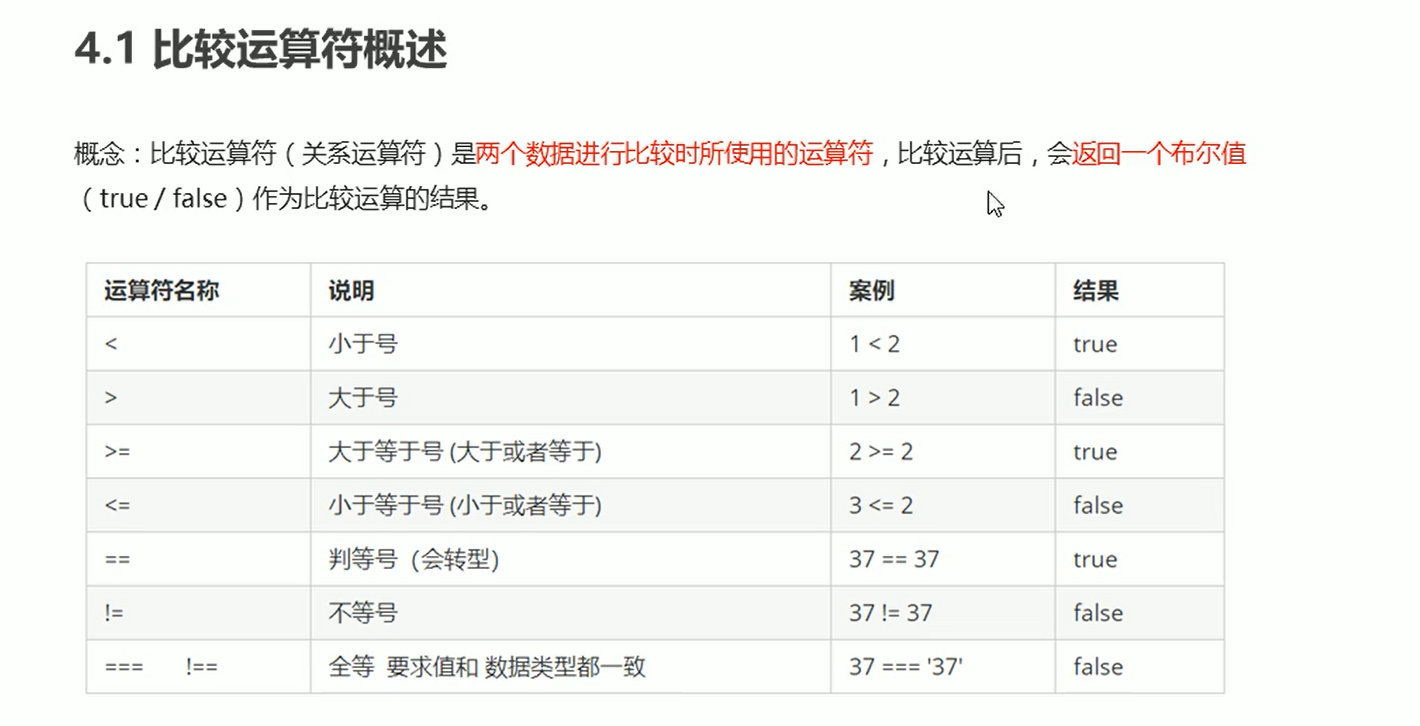 4.1 比较运算符概述
概念：比较运算符（关系运算符）是两个数据进行比较时所使用的运算符，比较运算后，会返回一个布尔值
（true / false）作为比较运算的结果。
运算符名称 说明 案例 结果
< 小于号 1 < 2 true
> 大于号 1 > 2 false
>= 大于等于号 (大于或者等于) 2 >= 2 true
<= 小于等于号 (小于或者等于) 3 <= 2 false
== 判等号（会转型） 37 == 37 true
!= 不等号 37 != 37 false
=== !== 全等 要求值和 数据类型都一致 37 === '37' false